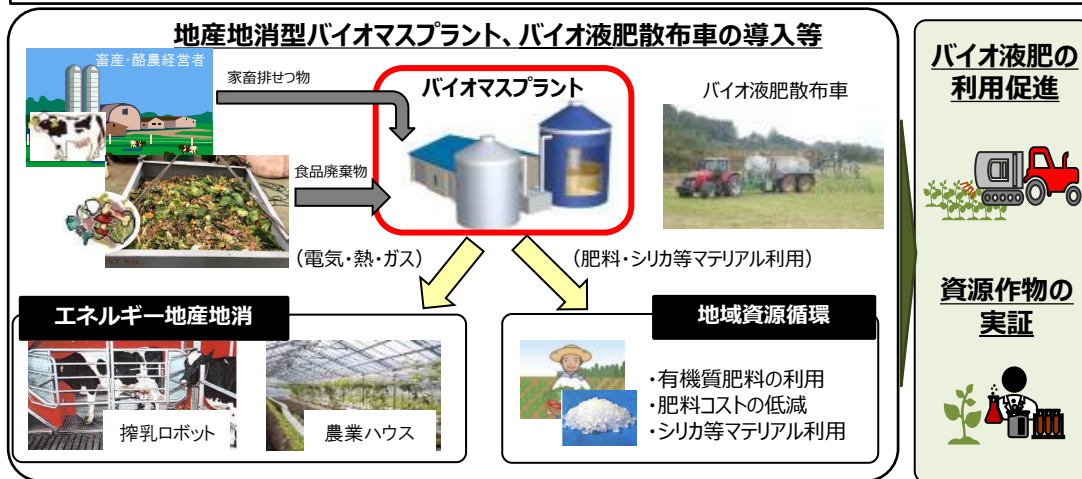 地産地消型バイオマスプラント、バイオ液肥散布車の導入等
畜産・酪農経営者
家畜排せつ物
食品廃棄物
バイオマスプラント
バイオ液肥散布車
(電気・熱・ガス)
(肥料・シリカ等マテリアル利用)
エネルギー地産地消
搾乳ロボット
農業ハウス
地域資源循環
・有機質肥料の利用
・肥料コストの低減
・シリカ等マテリアル利用
バイオ液肥の
利用促進
資源作物の
実証